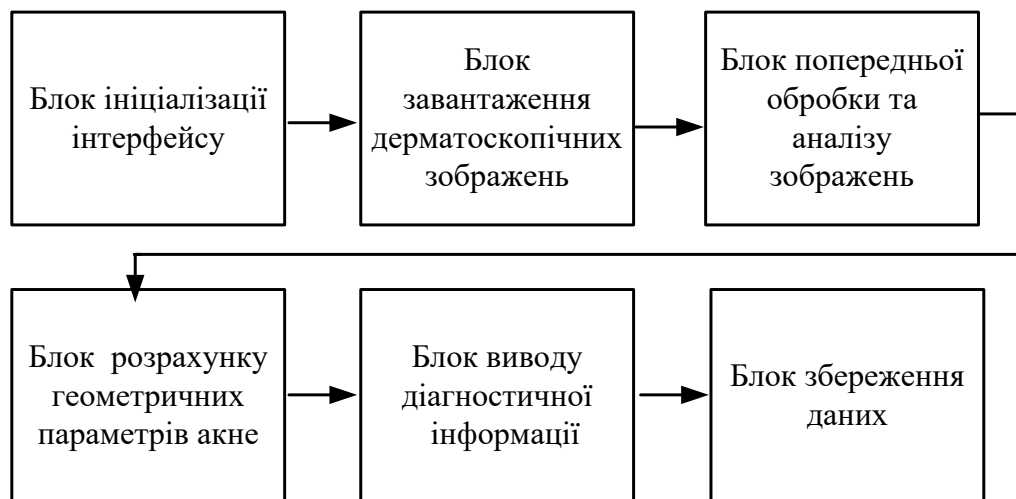 Блок ініціалізації
інтерфейсу
Блок
завантаження
дерматоскопічних
зображень
Блок попередньої
обробки та
аналізу
зображень
Блок розрахунку
геометричних
параметрів акне
Блок виводу
діагностичної
інформації
Блок збереження
даних